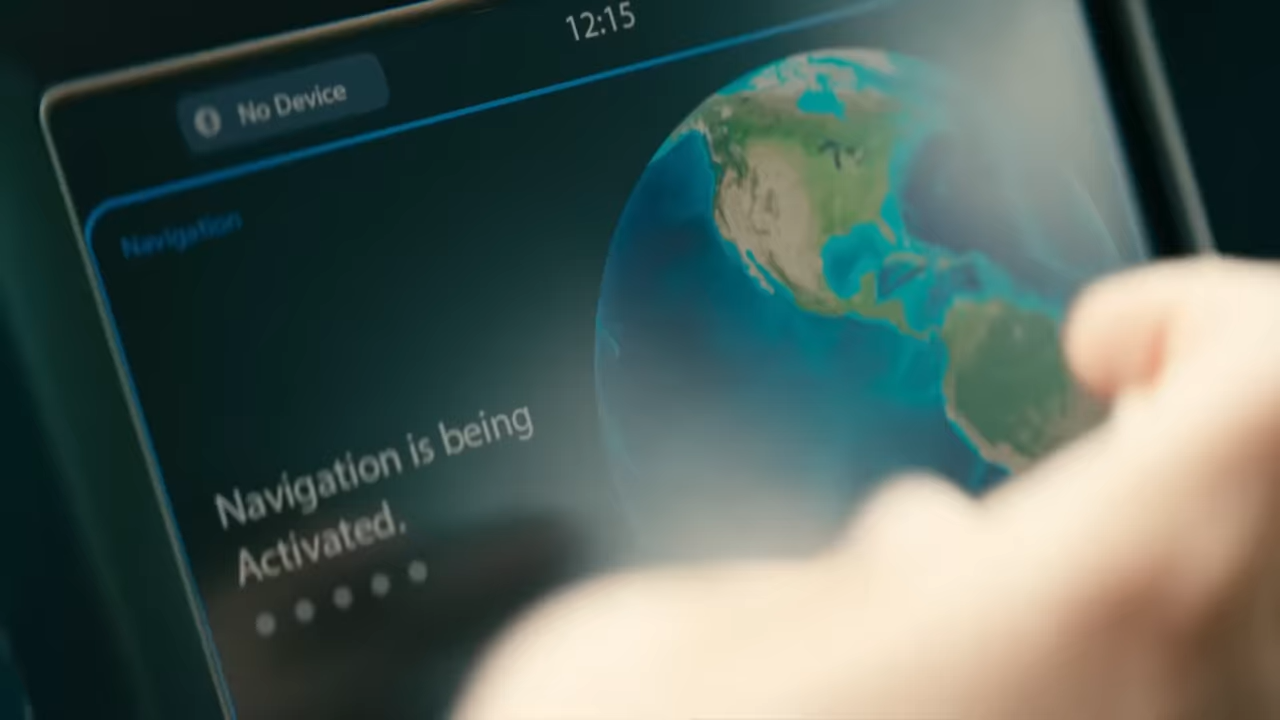 12:15
No Device
Navigation
Navigation is being
Activated.